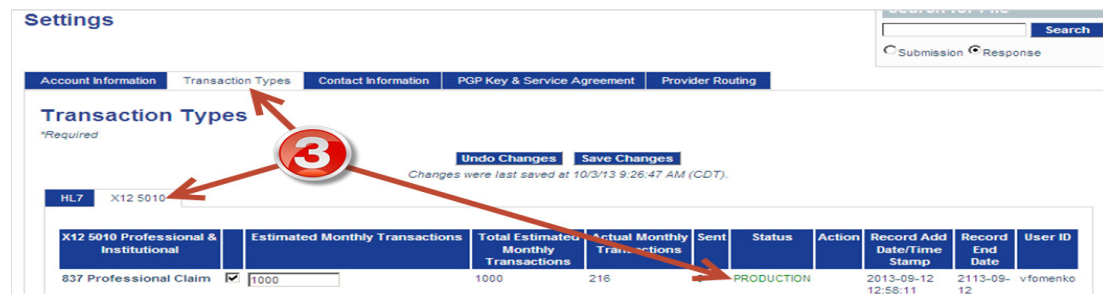 Settings
Search for File
Search
Submission Response
Account Information Transaction Types Contact Information PGP Key & Service Agreement Provider Routing
Transaction Types
*Required
3
Undo Changes Save Changes
Changes were last saved at 10/3/13 9:26:47 AM (CDT).
HL7 X12 5010
X12 5010 Professional & Institutional Estimated Monthly Transactions Total Estimated Monthly Transactions Actual Monthly Transactions Sent Status Action Record Add Date/Time Stamp Record End Date User ID
837 Professional Claim 1000 1000 216 PRODUCTION 2013-09-12 12:58:11 2113-09-12 vfomenko